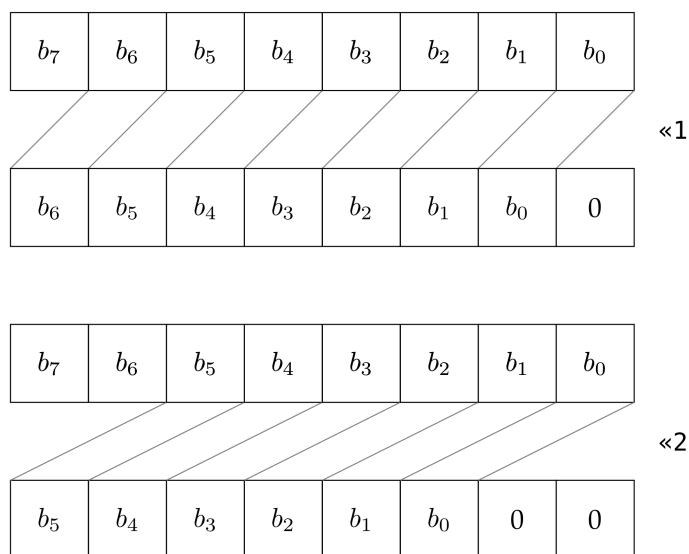 b₇ b₆ b₅ b₄ b₃ b₂ b₁ b₀
«1
b₆ b₅ b₄ b₃ b₂ b₁ b₀ 0
b₇ b₆ b₅ b₄ b₃ b₂ b₁ b₀
«2
b₅ b₄ b₃ b₂ b₁ b₀ 0 0